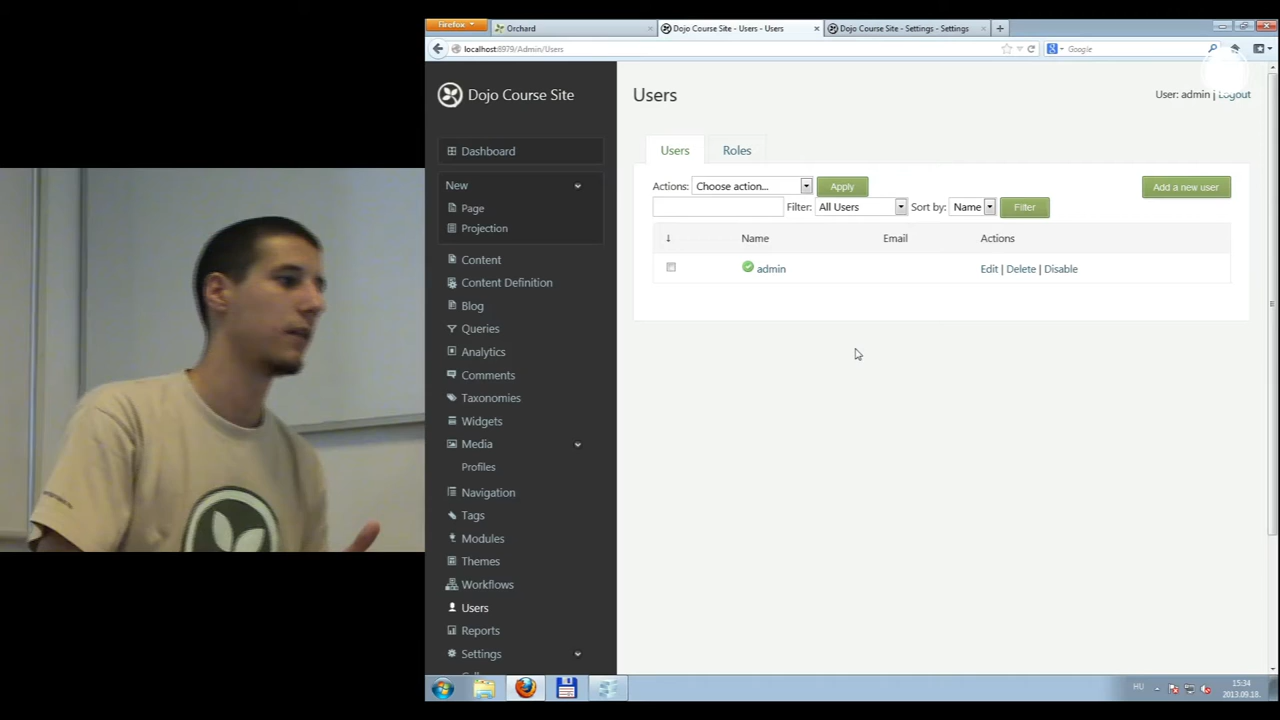 Firefox
Orchard
Dojo Course Site - Users - Users
Dojo Course Site - Settings - Settings
localhost:8979/Admin/Users
Google
Dojo Course Site
Users
User: admin | Logout
Dashboard
Users
Roles
New
Actions:
Choose action...
Apply
Add a new user
Page
Filter:
All Users
Sort by:
Name
Filter
Projection
Name
Email
Actions
Content
admin
Edit | Delete | Disable
Content Definition
Blog
Queries
Analytics
Comments
Taxonomies
Widgets
Media
Profiles
Navigation
Tags
Modules
Themes
Workflows
Users
Reports
Settings
HU
15:34
2013.09.18.